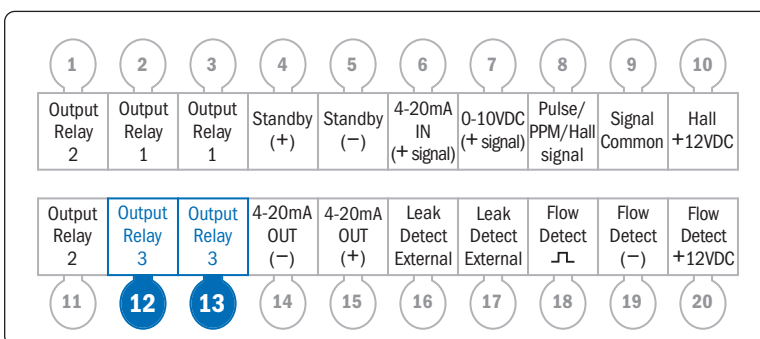 1 2 3 4 5 6 7 8 9 10
Output Relay 2
Output Relay 1
Output Relay 1
Standby (+)
Standby (−)
4-20mA IN (+ signal)
0-10VDC (+ signal)
Pulse/ PPM/Hall signal
Signal Common
Hall +12VDC
Output Relay 2
Output Relay 3
Output Relay 3
4-20mA OUT (−)
4-20mA OUT (+)
Leak Detect External
Leak Detect External
Flow Detect
Flow Detect (−)
Flow Detect +12VDC
11 12 13 14 15 16 17 18 19 20